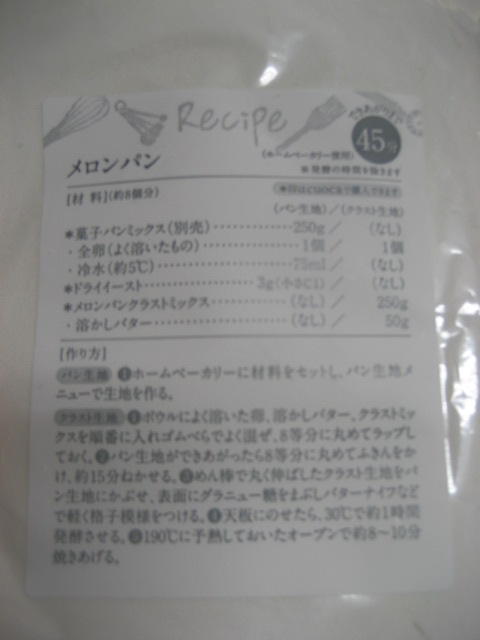 Recipe
できあがりまで
45分
メロンパン
(ホームベーカリー使用)
※発酵の時間を除きます
[材料](約8個分)
*印はcuocaで購入できます
(パン生地)/(クラスト生地)
*菓子パンミックス(別売)·············250g/ (なし)
・全卵(よく溶いたもの)·················1個/ 1個
・冷水(約5℃)·························75ml/ (なし)
*ドライイースト····················3g(小さじ1)/ (なし)
*メロンパンクラストミックス············(なし)/ 250g
・溶かしバター·························(なし)/ 50g
[作り方]
パン生地 ❶ホームベーカリーに材料をセットし、パン生地メ
ニューで生地を作る。
クラスト生地 ❶ボウルによく溶いた卵、溶かしバター、クラストミッ
クスを順番に入れゴムべらでよく混ぜ、8等分に丸めてラップし
ておく。❷パン生地ができあがったら8等分に丸めてふきんをか
け、約15分ねかせる。❸めん棒で丸く伸ばしたクラスト生地をパ
ン生地にかぶせ、表面にグラニュー糖をまぶしバターナイフなど
で軽く格子模様をつける。❹天板にのせたら、30℃で約1時間
発酵させる。❺190℃に予熱しておいたオーブンで約8〜10分
焼きあげる。